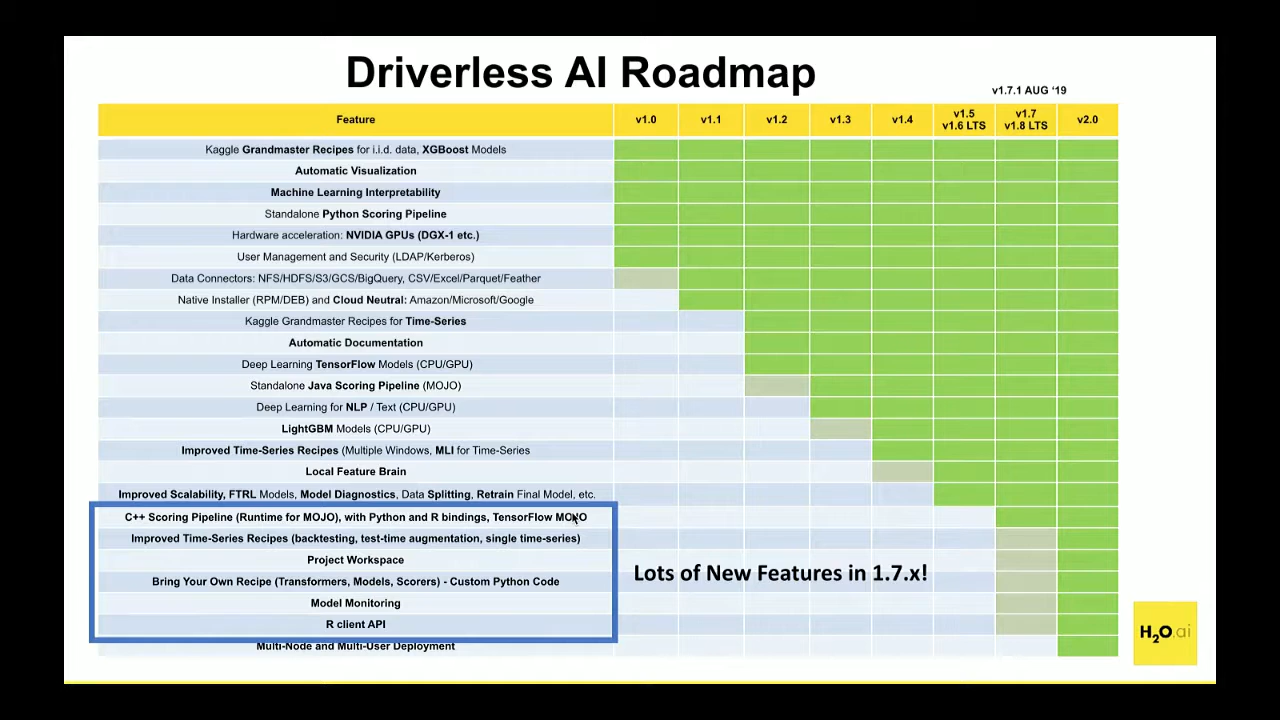 Driverless AI Roadmap
v1.7.1 AUG ‘19
Feature v1.0 v1.1 v1.2 v1.3 v1.4 v1.5 v1.6 LTS v1.7 v1.8 LTS v2.0
Kaggle Grandmaster Recipes for i.i.d. data, XGBoost Models
Automatic Visualization
Machine Learning Interpretability
Standalone Python Scoring Pipeline
Hardware acceleration: NVIDIA GPUs (DGX-1 etc.)
User Management and Security (LDAP/Kerberos)
Data Connectors: NFS/HDFS/S3/GCS/BigQuery, CSV/Excel/Parquet/Feather
Native Installer (RPM/DEB) and Cloud Neutral: Amazon/Microsoft/Google
Kaggle Grandmaster Recipes for Time-Series
Automatic Documentation
Deep Learning TensorFlow Models (CPU/GPU)
Standalone Java Scoring Pipeline (MOJO)
Deep Learning for NLP / Text (CPU/GPU)
LightGBM Models (CPU/GPU)
Improved Time-Series Recipes (Multiple Windows, MLI for Time-Series
Local Feature Brain
Improved Scalability, FTRL Models, Model Diagnostics, Data Splitting, Retrain Final Model, etc.
C++ Scoring Pipeline (Runtime for MOJO), with Python and R bindings, TensorFlow MOJO
Improved Time-Series Recipes (backtesting, test-time augmentation, single time-series)
Project Workspace
Bring Your Own Recipe (Transformers, Models, Scorers) - Custom Python Code
Lots of New Features in 1.7.x!
Model Monitoring
R client API
Multi-Node and Multi-User Deployment
H2O.ai